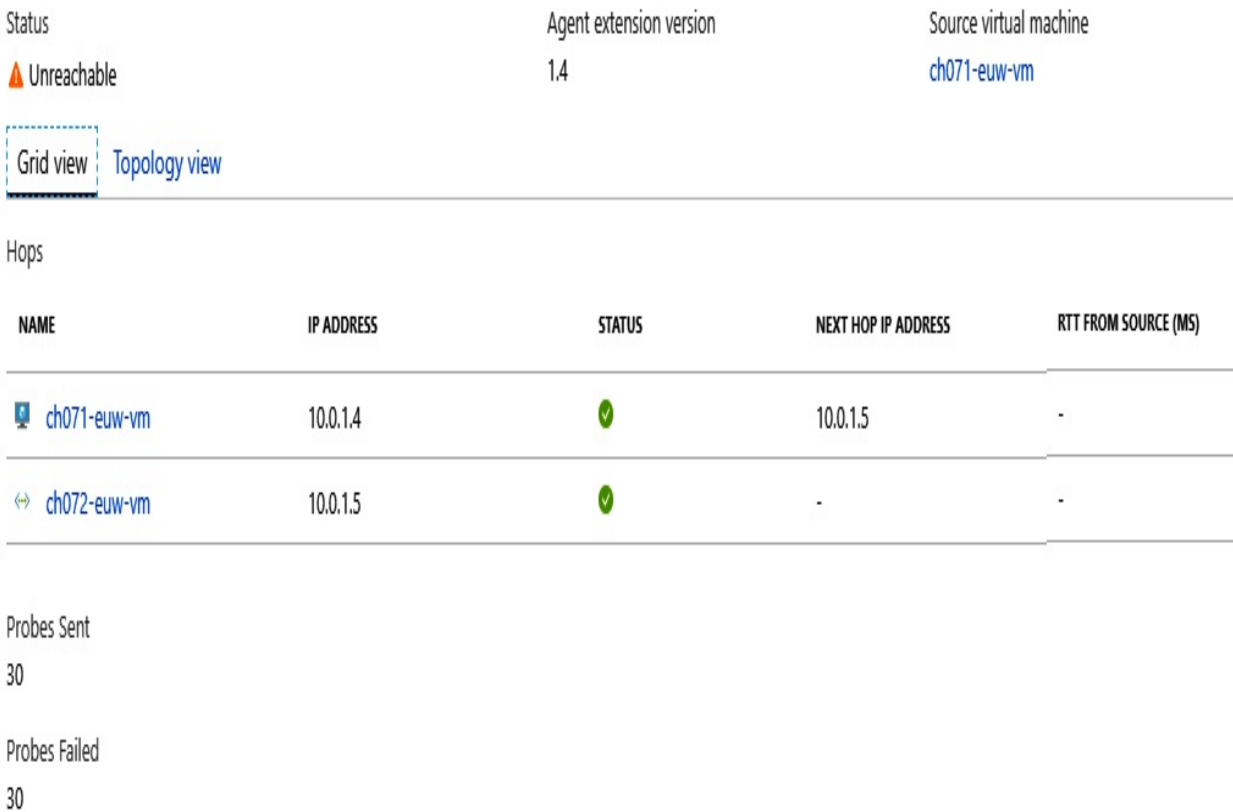 Status Agent extension version Source virtual machine
Unreachable 1.4 ch071-euw-vm
Grid view Topology view
Hops
NAME IP ADDRESS STATUS NEXT HOP IP ADDRESS RTT FROM SOURCE (MS)
ch071-euw-vm 10.0.1.4 10.0.1.5 -
ch072-euw-vm 10.0.1.5 - -
Probes Sent
30
Probes Failed
30